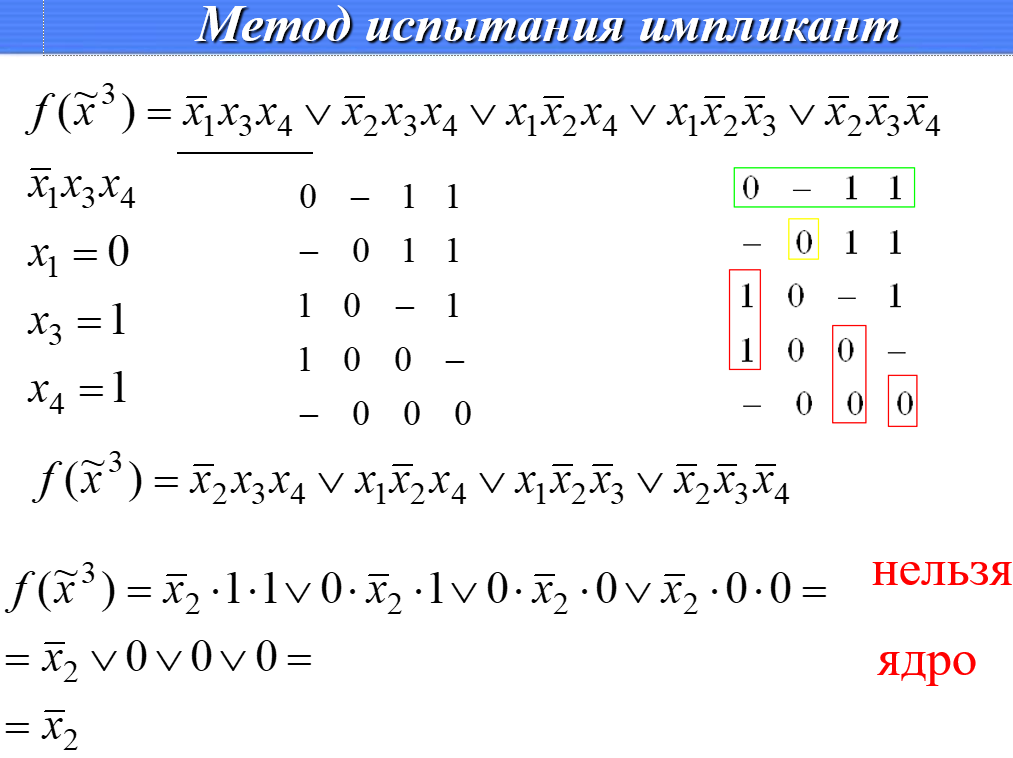 Метод испытания импликант
f(x̃³) = x̄₁x₃x₄ ∨ x̄₂x₃x₄ ∨ x₁x̄₂x₄ ∨ x₁x̄₂x̄₃ ∨ x̄₂x̄₃x̄₄
x̄₁x₃x₄
x₁ = 0
x₃ = 1
x₄ = 1
0 – 1 1
– 0 1 1
1 0 – 1
1 0 0 –
– 0 0 0
0 – 1 1
– 0 1 1
1 0 – 1
1 0 0 –
– 0 0 0
f(x̃³) = x̄₂x₃x₄ ∨ x₁x̄₂x₄ ∨ x₁x̄₂x̄₃ ∨ x̄₂x̄₃x̄₄
f(x̃³) = x̄₂·1·1 ∨ 0·x̄₂·1 ∨ 0·x̄₂·0 ∨ x̄₂·0·0 =
= x̄₂ ∨ 0 ∨ 0 ∨ 0 =
= x̄₂
нельзя
ядро